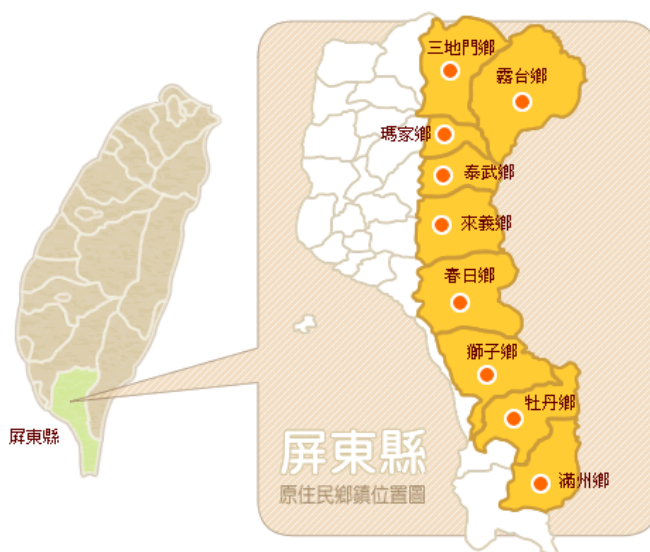 三地門鄉
霧台鄉
瑪家鄉
泰武鄉
來義鄉
春日鄉
獅子鄉
牡丹鄉
滿州鄉
屏東縣
屏東縣
原住民鄉鎮位置圖